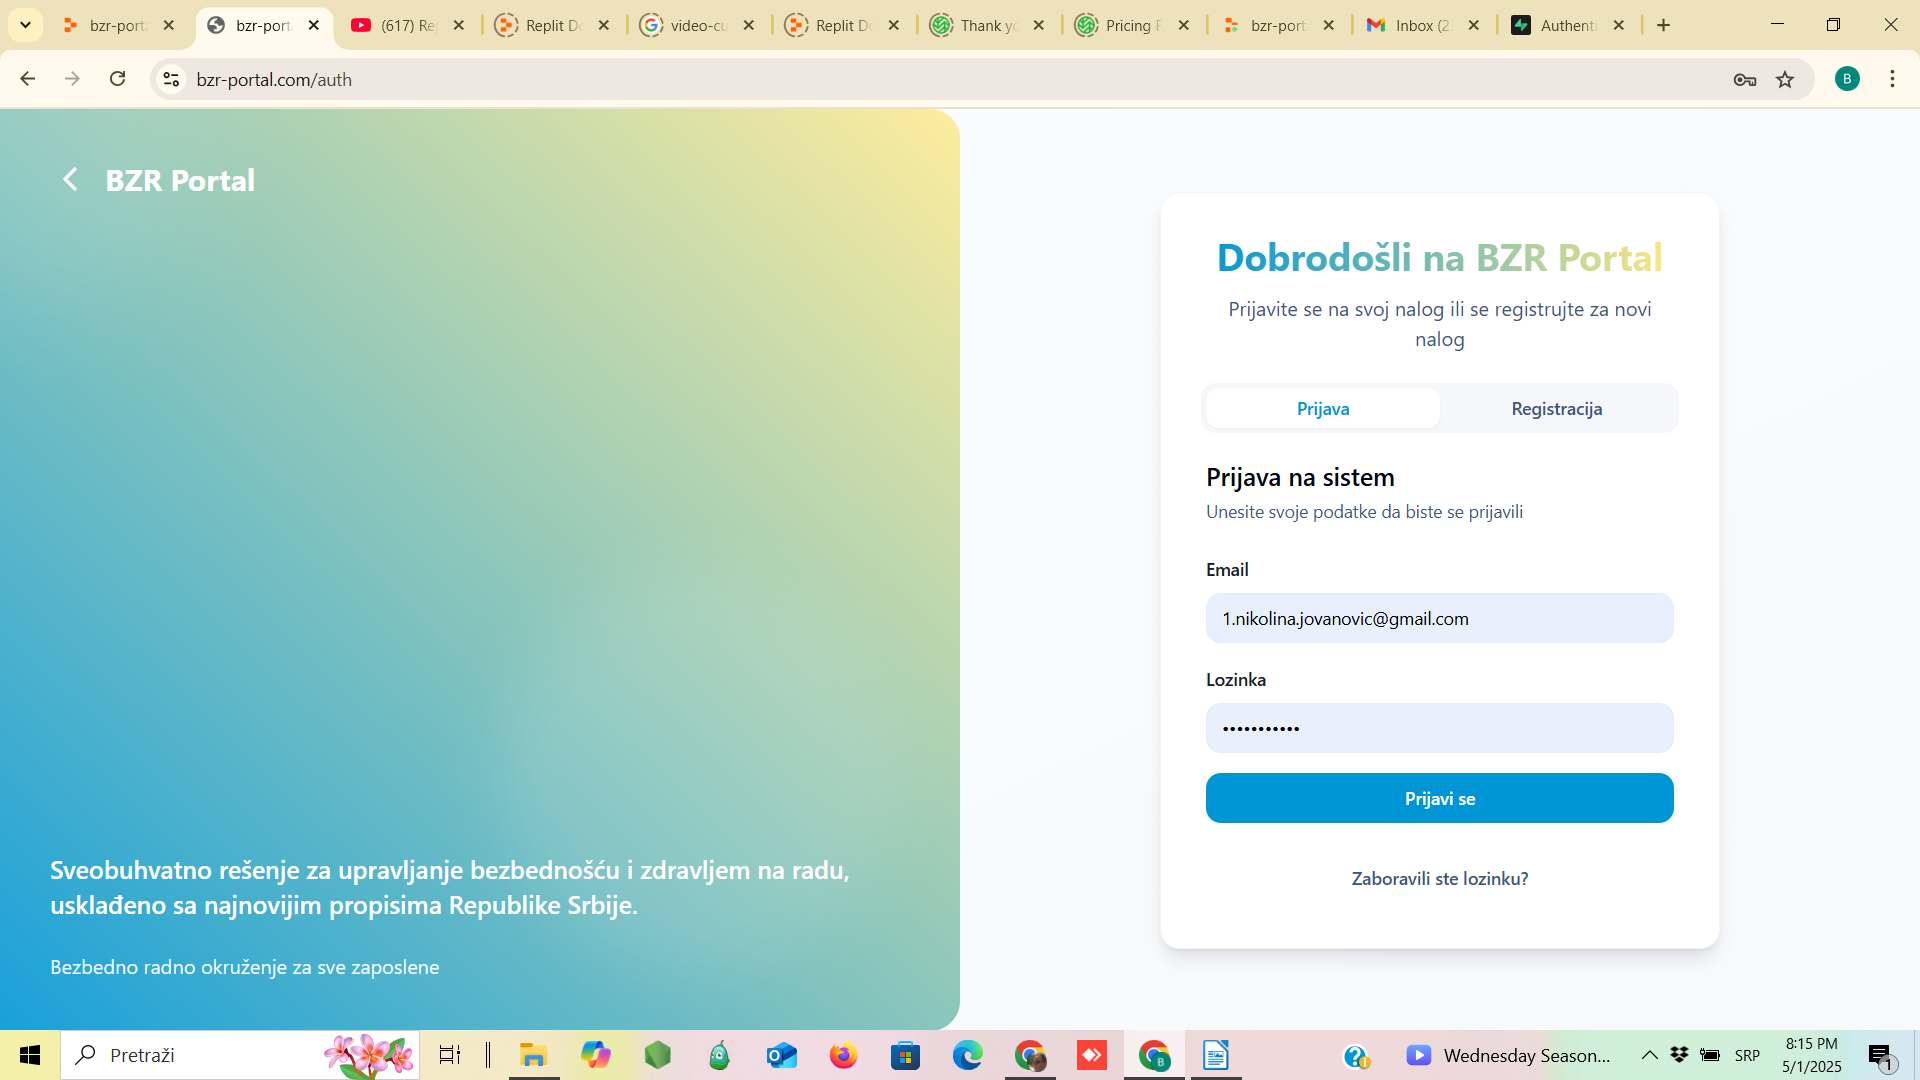 bzr-port
bzr-port
(617) Re
Replit D
video-cu
Replit D
Thank yo
Pricing F
bzr-port
Inbox (2
Authent
bzr-portal.com/auth
B
BZR Portal
Dobrodošli na BZR Portal
Prijavite se na svoj nalog ili se registrujte za novi
nalog
Prijava
Registracija
Prijava na sistem
Unesite svoje podatke da biste se prijavili
Email
1.nikolina.jovanovic@gmail.com
Lozinka
•••••••••••
Prijavi se
Zaboravili ste lozinku?
Sveobuhvatno rešenje za upravljanje bezbednošću i zdravljem na radu,
usklađeno sa najnovijim propisima Republike Srbije.
Bezbedno radno okruženje za sve zaposlene
Pretraži
Wednesday Season...
SRP
8:15 PM
5/1/2025
1